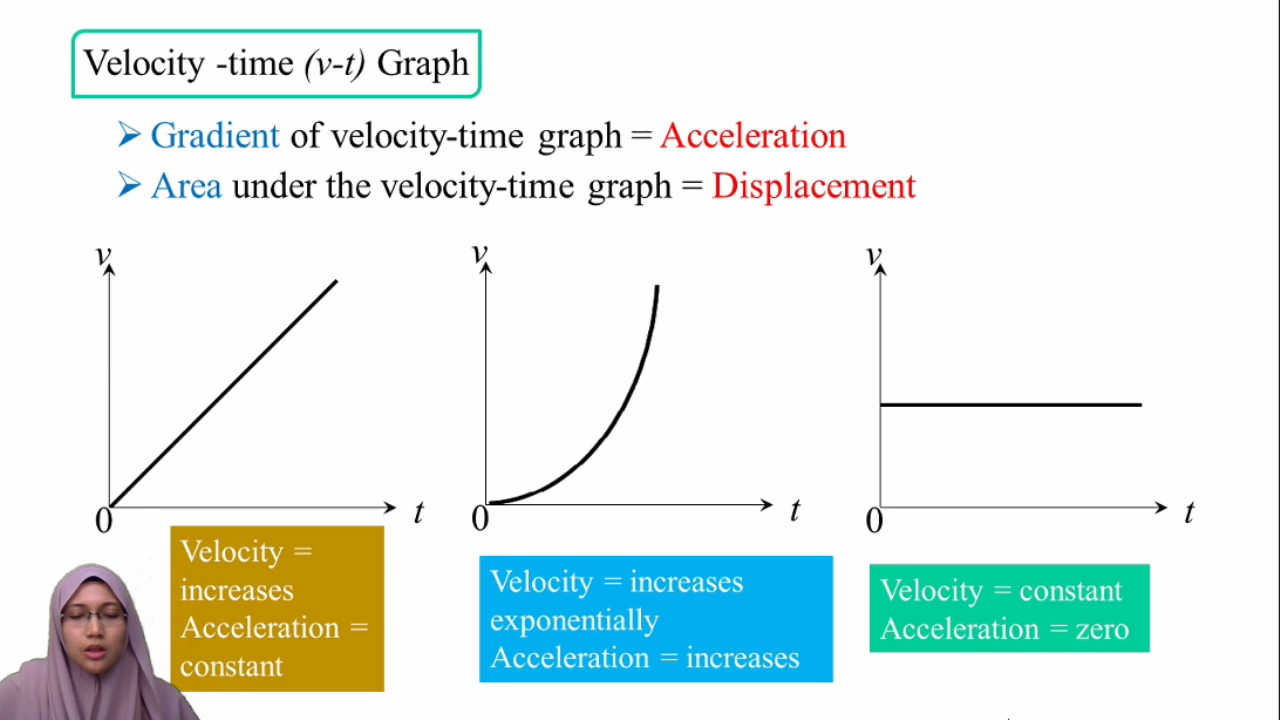 Velocity -time (v-t) Graph
➢ Gradient of velocity-time graph = Acceleration
➢ Area under the velocity-time graph = Displacement
v
0
t
Velocity =
increases
Acceleration =
constant
v
0
t
Velocity = increases
exponentially
Acceleration = increases
v
0
t
Velocity = constant
Acceleration = zero